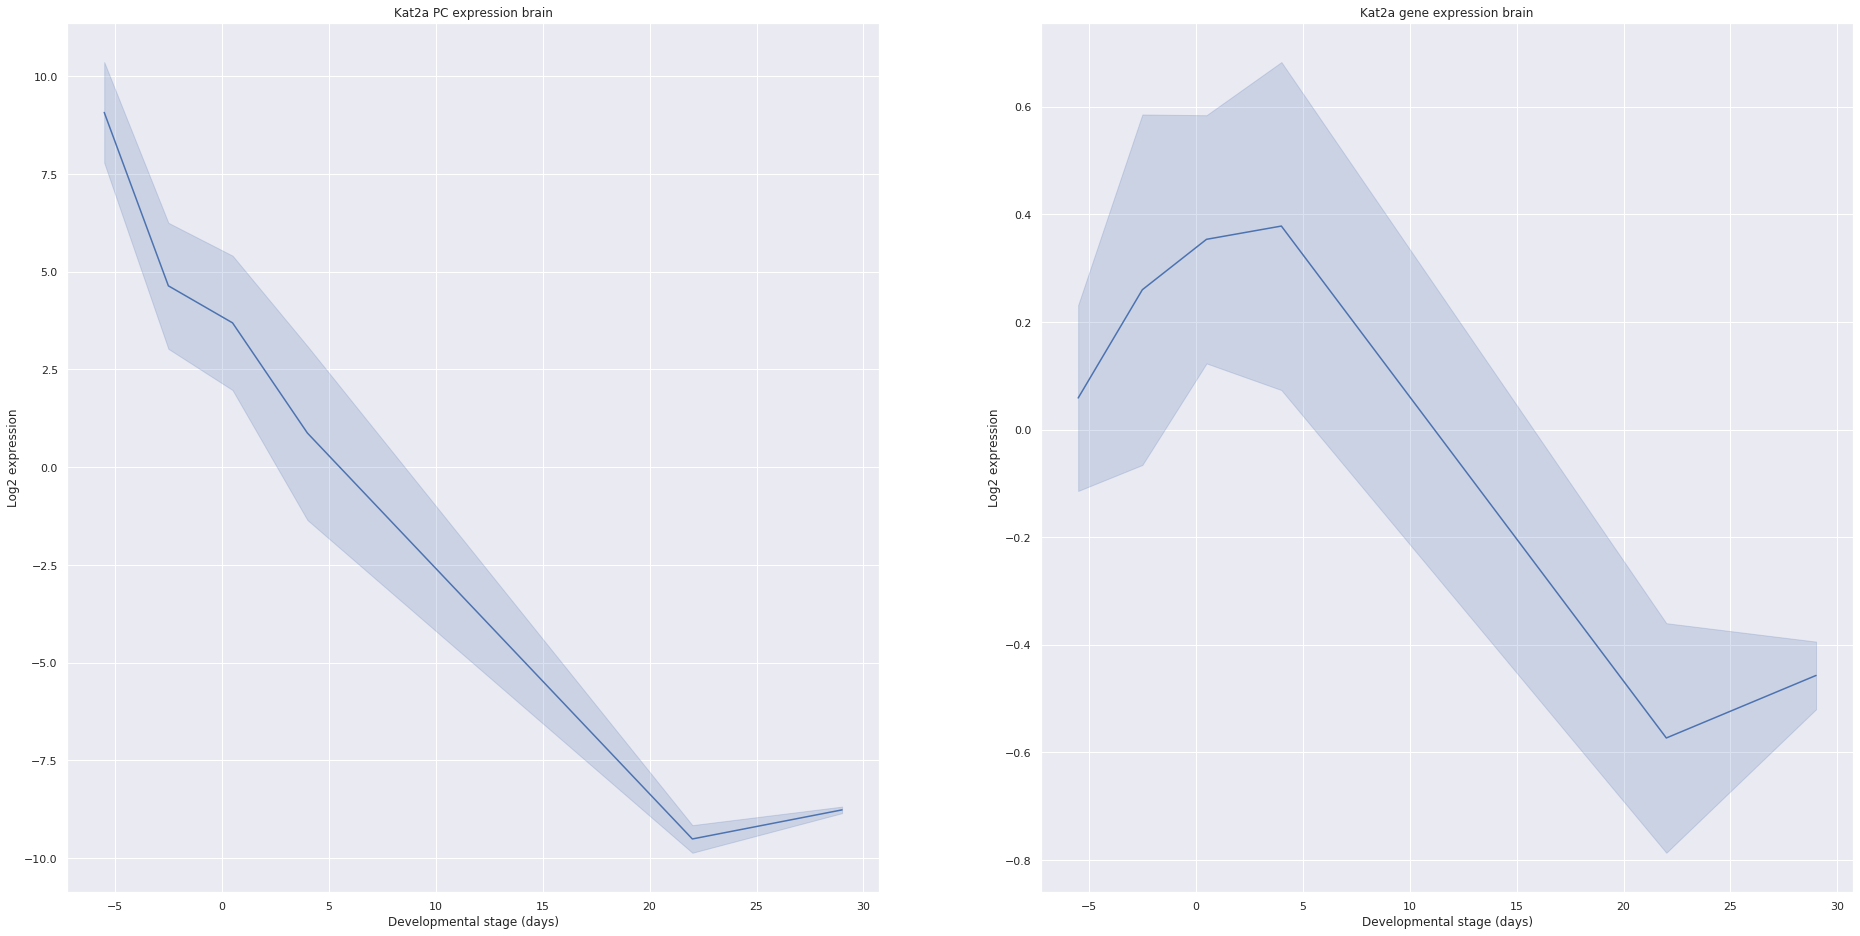 Kat2a PC expression brain
Log2 expression
10.0
7.5
5.0
2.5
0.0
−2.5
−5.0
−7.5
−10.0
−5 0 5 10 15 20 25 30
Developmental stage (days)
Kat2a gene expression brain
Log2 expression
0.6
0.4
0.2
0.0
−0.2
−0.4
−0.6
−0.8
−5 0 5 10 15 20 25 30
Developmental stage (days)